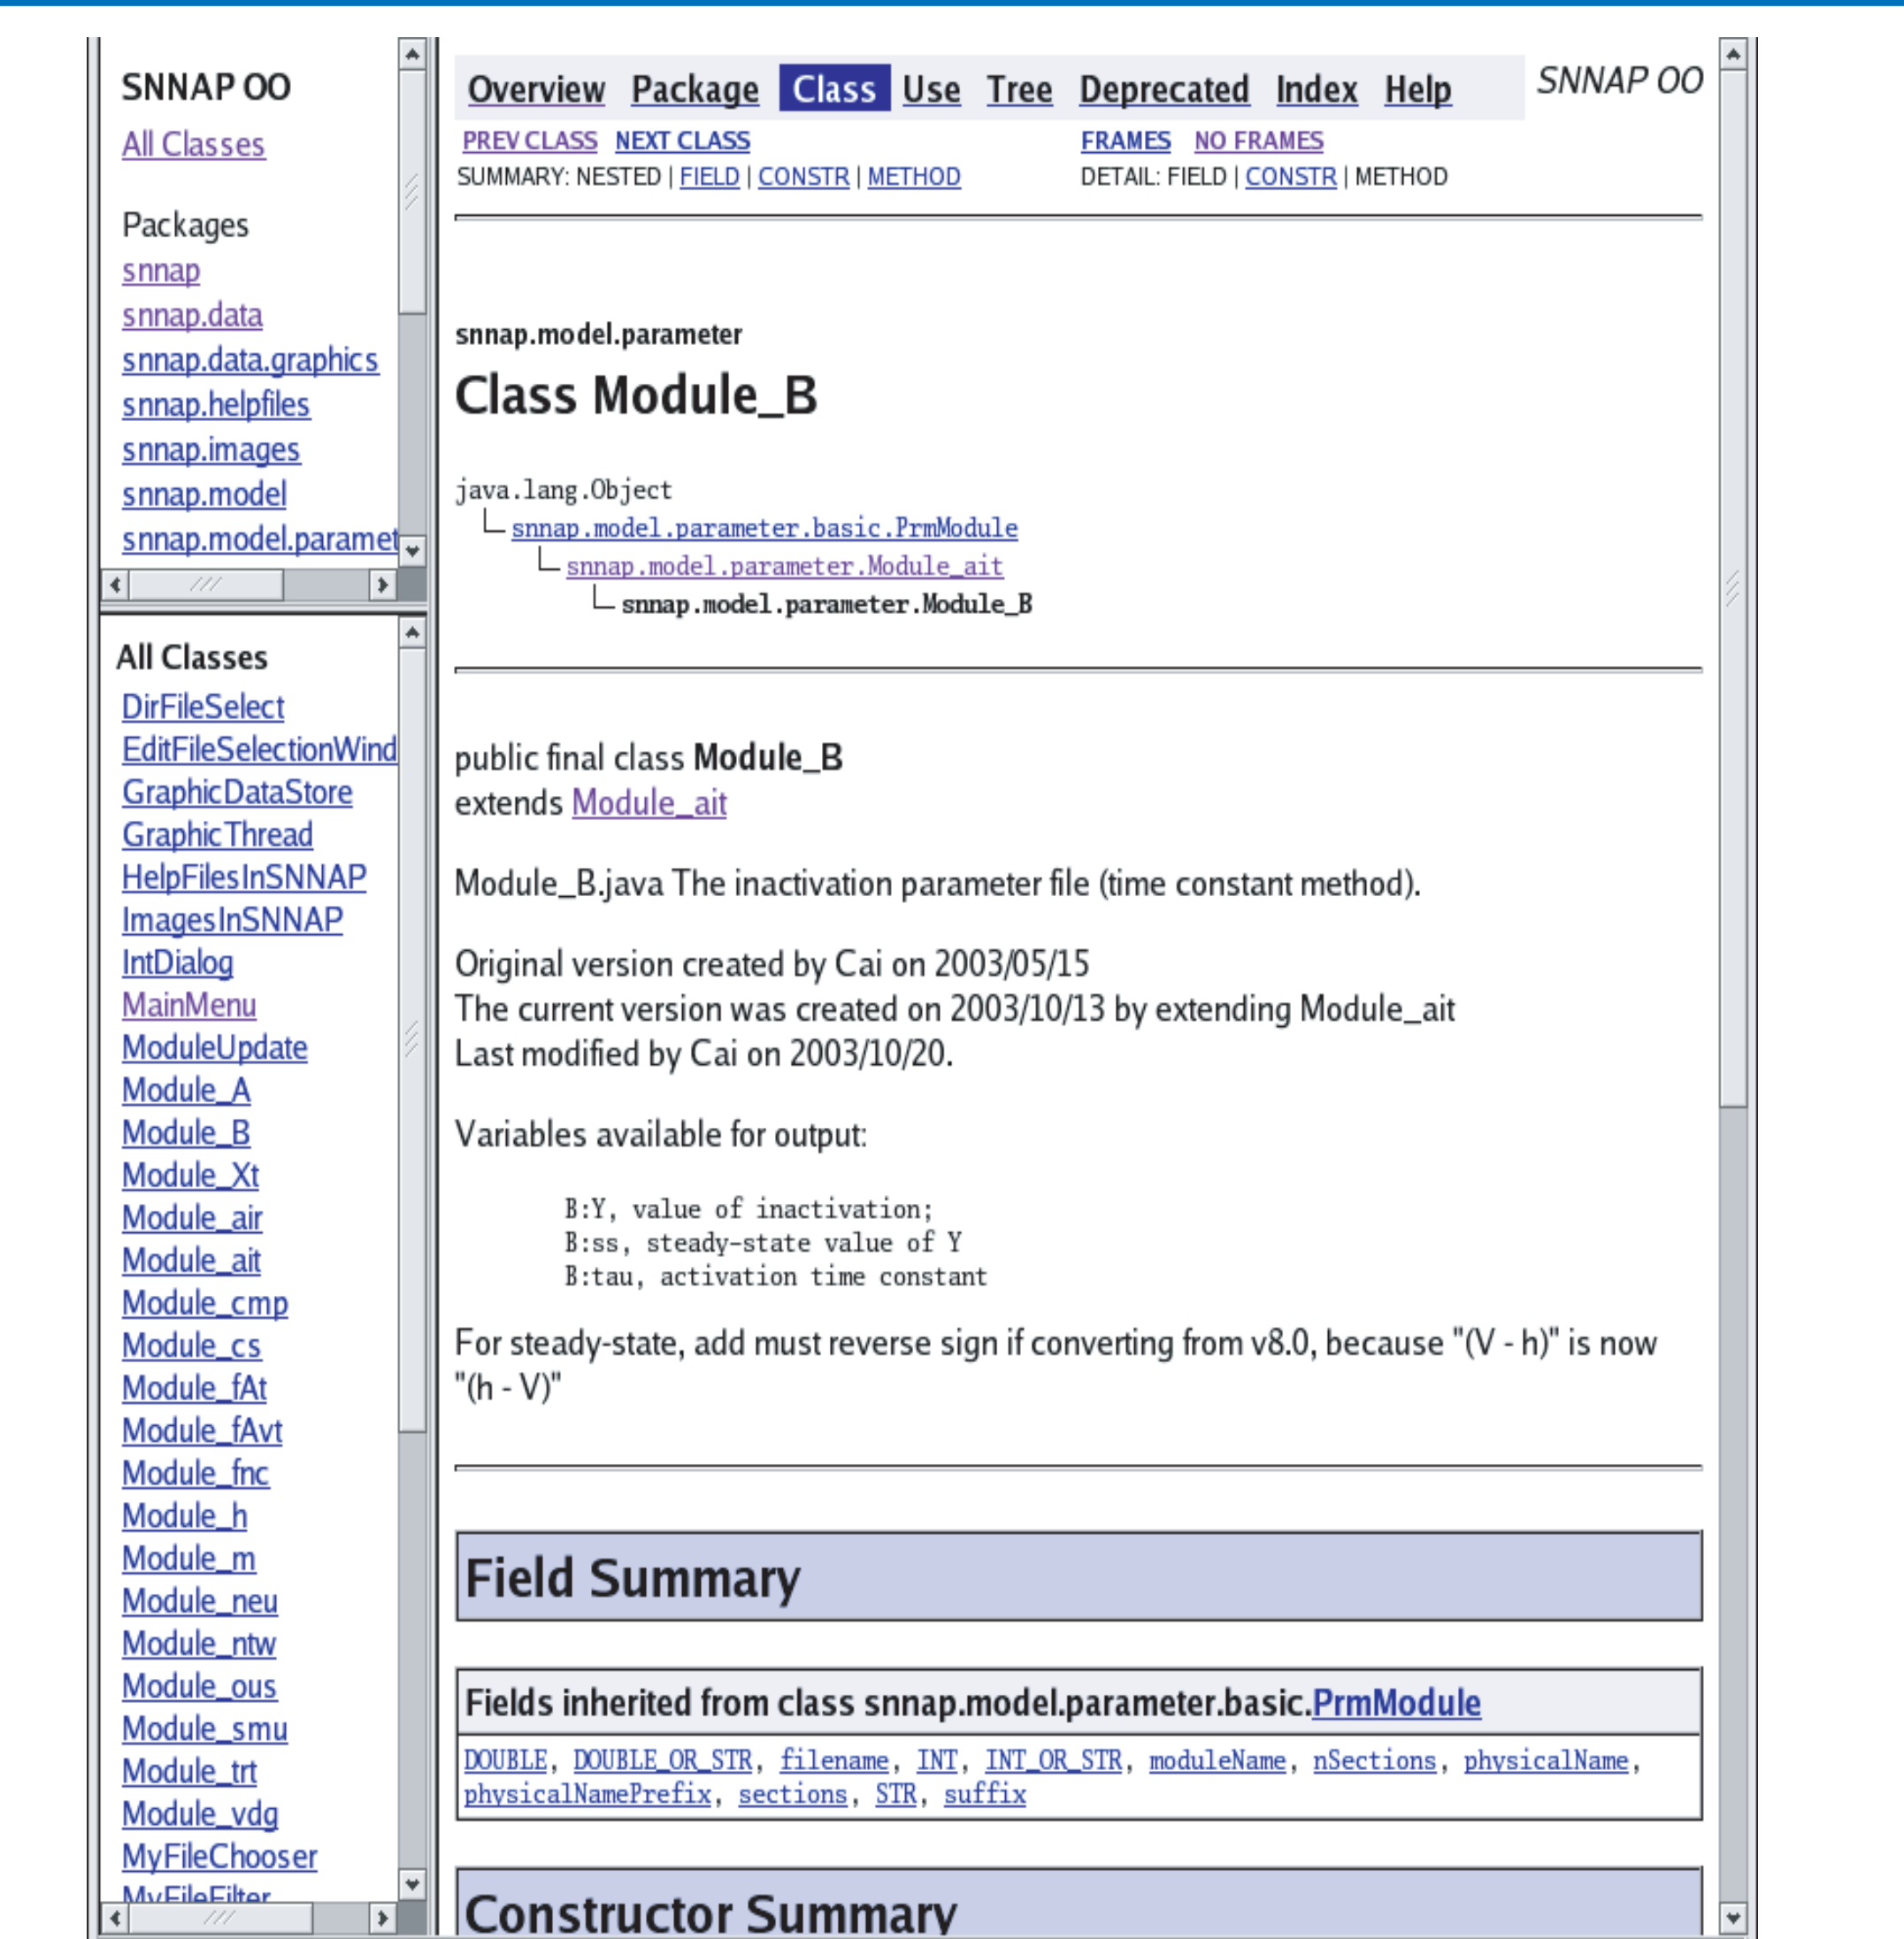 SNNAP OO
All Classes
Packages
snnap
snnap.data
snnap.data.graphics
snnap.helpfiles
snnap.images
snnap.model
snnap.model.paramet
All Classes
DirFileSelect
EditFileSelectionWind
GraphicDataStore
GraphicThread
HelpFilesInSNNAP
ImagesInSNNAP
IntDialog
MainMenu
ModuleUpdate
Module_A
Module_B
Module_Xt
Module_air
Module_ait
Module_cmp
Module_cs
Module_fAt
Module_fAvt
Module_fnc
Module_h
Module_m
Module_neu
Module_ntw
Module_ous
Module_smu
Module_trt
Module_vdg
MyFileChooser
MyFileFilter
Overview Package Class Use Tree Deprecated Index Help SNNAP OO
PREV CLASS NEXT CLASS FRAMES NO FRAMES
SUMMARY: NESTED | FIELD | CONSTR | METHOD DETAIL: FIELD | CONSTR | METHOD
snnap.model.parameter
Class Module_B
java.lang.Object
snnap.model.parameter.basic.PrmModule
snnap.model.parameter.Module_ait
snnap.model.parameter.Module_B
public final class Module_B
extends Module_ait
Module_B.java The inactivation parameter file (time constant method).
Original version created by Cai on 2003/05/15
The current version was created on 2003/10/13 by extending Module_ait
Last modified by Cai on 2003/10/20.
Variables available for output:
B:Y, value of inactivation;
B:ss, steady-state value of Y
B:tau, activation time constant
For steady-state, add must reverse sign if converting from v8.0, because "(V - h)" is now
"(h - V)"
Field Summary
Fields inherited from class snnap.model.parameter.basic.PrmModule
DOUBLE, DOUBLE_OR_STR, filename, INT, INT_OR_STR, moduleName, nSections, physicalName,
physicalNamePrefix, sections, STR, suffix
Constructor Summary